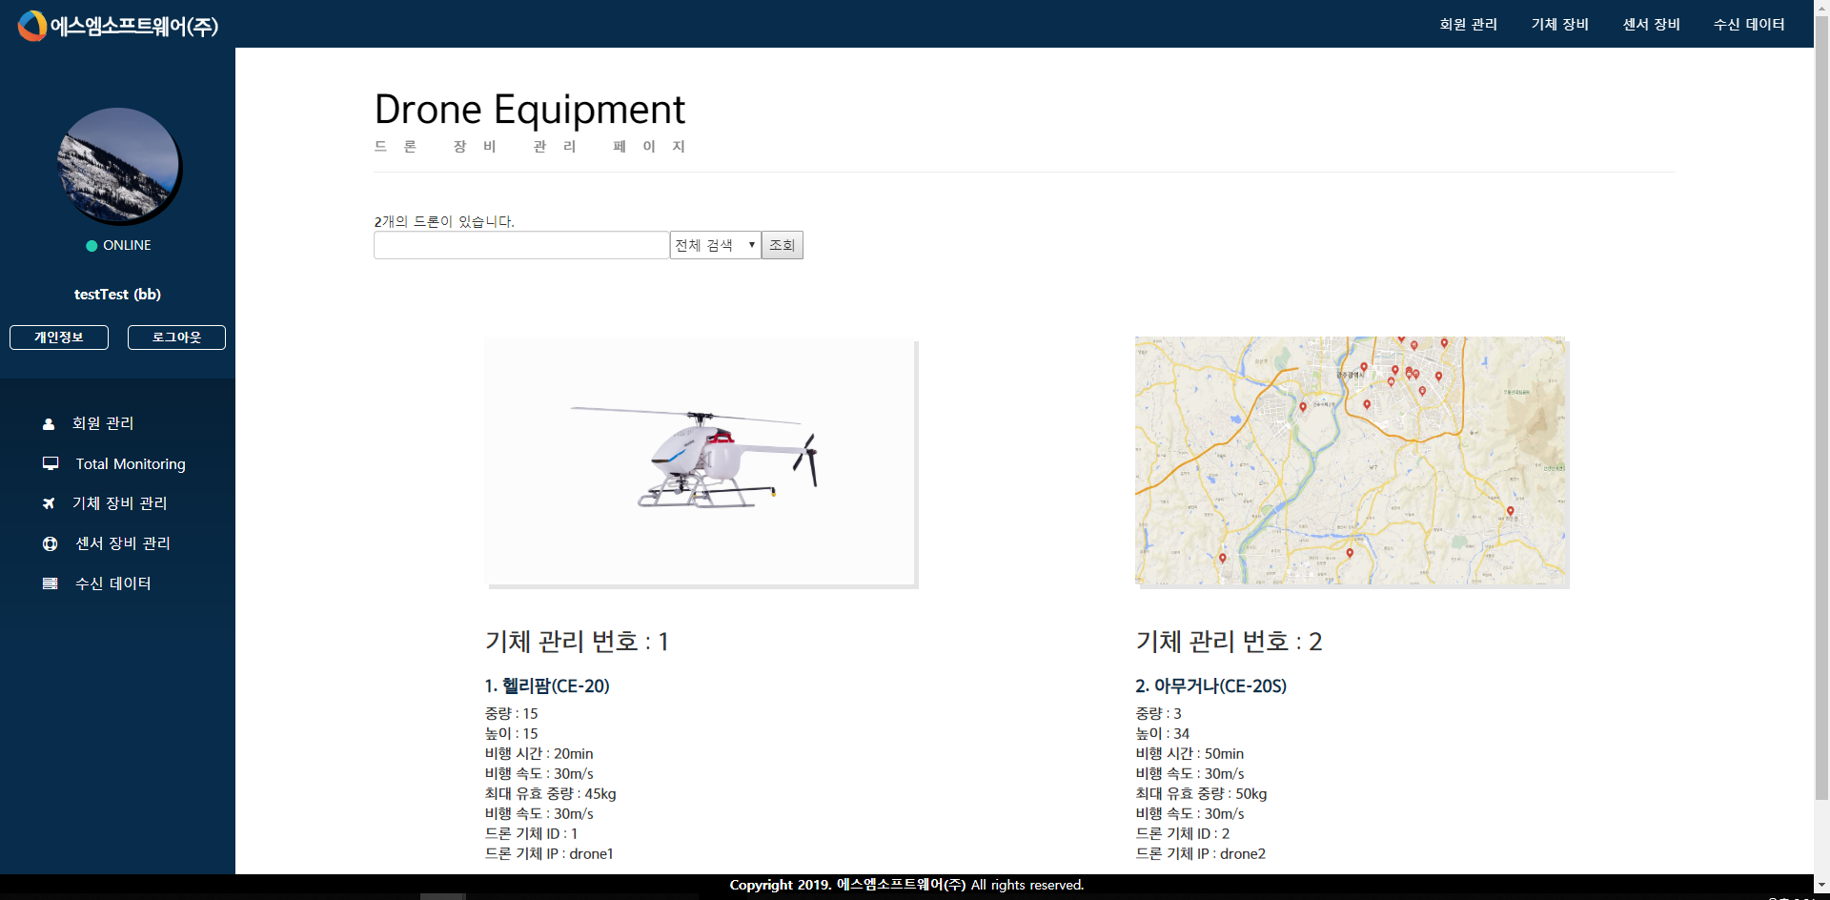 에스엠소프트웨어(주)
회원 관리 기체 장비 센서 장비 수신 데이터
ONLINE
testTest (bb)
개인정보 로그아웃
회원 관리
Total Monitoring
기체 장비 관리
센서 장비 관리
수신 데이터
Drone Equipment
드 론 장 비 관 리 페 이 지
2개의 드론이 있습니다.
전체 검색 조회
광주광역시
기체 관리 번호 : 1
1. 헬리팜(CE-20)
중량 : 15
높이 : 15
비행 시간 : 20min
비행 속도 : 30m/s
최대 유효 중량 : 45kg
비행 속도 : 30m/s
드론 기체 ID : 1
드론 기체 IP : drone1
기체 관리 번호 : 2
2. 아무거나(CE-20S)
중량 : 3
높이 : 34
비행 시간 : 50min
비행 속도 : 30m/s
최대 유효 중량 : 50kg
비행 속도 : 30m/s
드론 기체 ID : 2
드론 기체 IP : drone2
Copyright 2019. 에스엠소프트웨어(주) All rights reserved.